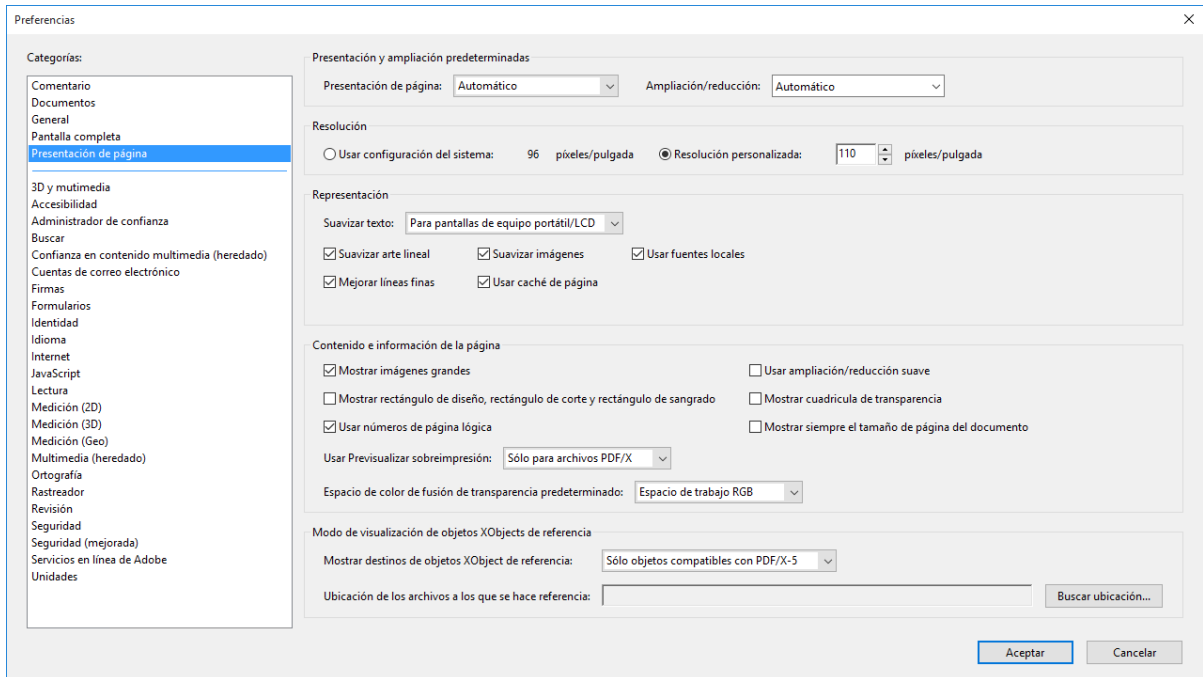 Preferencias
Categorías:
Comentario
Documentos
General
Pantalla completa
Presentación de página
3D y mutimedia
Accesibilidad
Administrador de confianza
Buscar
Confianza en contenido multimedia (heredado)
Cuentas de correo electrónico
Firmas
Formularios
Identidad
Idioma
Internet
JavaScript
Lectura
Medición (2D)
Medición (3D)
Medición (Geo)
Multimedia (heredado)
Ortografía
Rastreador
Revisión
Seguridad
Seguridad (mejorada)
Servicios en línea de Adobe
Unidades
Presentación y ampliación predeterminadas
Presentación de página: Automático Ampliación/reducción: Automático
Resolución
Usar configuración del sistema: 96 píxeles/pulgada Resolución personalizada: 110 píxeles/pulgada
Representación
Suavizar texto: Para pantallas de equipo portátil/LCD
Suavizar arte lineal Suavizar imágenes Usar fuentes locales
Mejorar líneas finas Usar caché de página
Contenido e información de la página
Mostrar imágenes grandes Usar ampliación/reducción suave
Mostrar rectángulo de diseño, rectángulo de corte y rectángulo de sangrado Mostrar cuadricula de transparencia
Usar números de página lógica Mostrar siempre el tamaño de página del documento
Usar Previsualizar sobreimpresión: Sólo para archivos PDF/X
Espacio de color de fusión de transparencia predeterminado: Espacio de trabajo RGB
Modo de visualización de objetos XObjects de referencia
Mostrar destinos de objetos XObject de referencia: Sólo objetos compatibles con PDF/X-5
Ubicación de los archivos a los que se hace referencia: Buscar ubicación...
Aceptar Cancelar